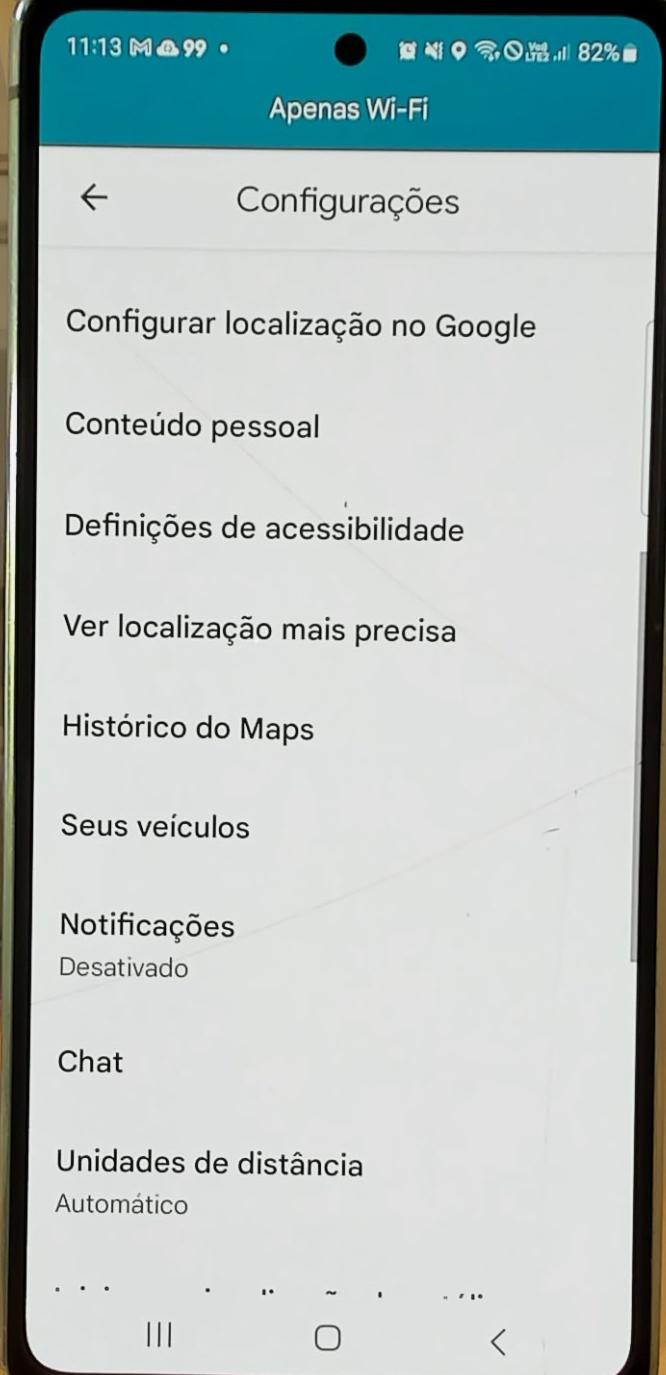 11:13 99 82%
Apenas Wi-Fi
Configurações
Configurar localização no Google
Conteúdo pessoal
Definições de acessibilidade
Ver localização mais precisa
Histórico do Maps
Seus veículos
Notificações
Desativado
Chat
Unidades de distância
Automático